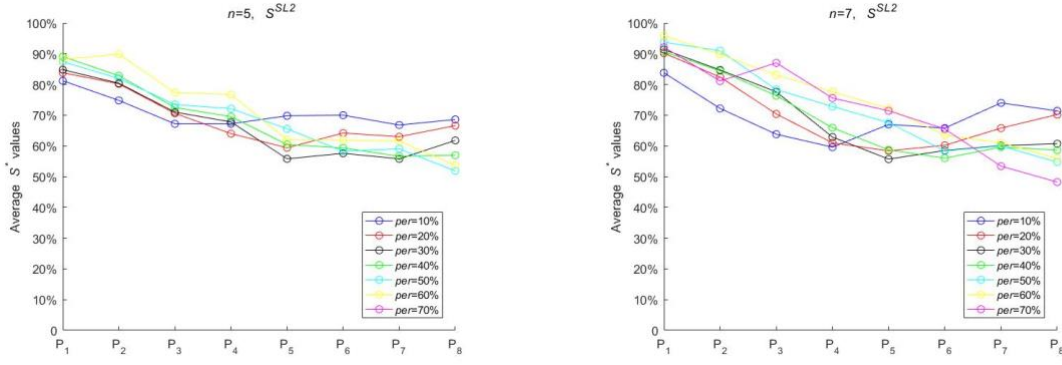 n=5, S^SL2
100%
90%
80%
70%
60%
50%
40%
30%
20%
10%
0
Average S* values
per=10%
per=20%
per=30%
per=40%
per=50%
per=60%
per=70%
P1 P2 P3 P4 P5 P6 P7 P8
n=7, S^SL2
100%
90%
80%
70%
60%
50%
40%
30%
20%
10%
0
Average S* values
per=10%
per=20%
per=30%
per=40%
per=50%
per=60%
per=70%
P1 P2 P3 P4 P5 P6 P7 P8